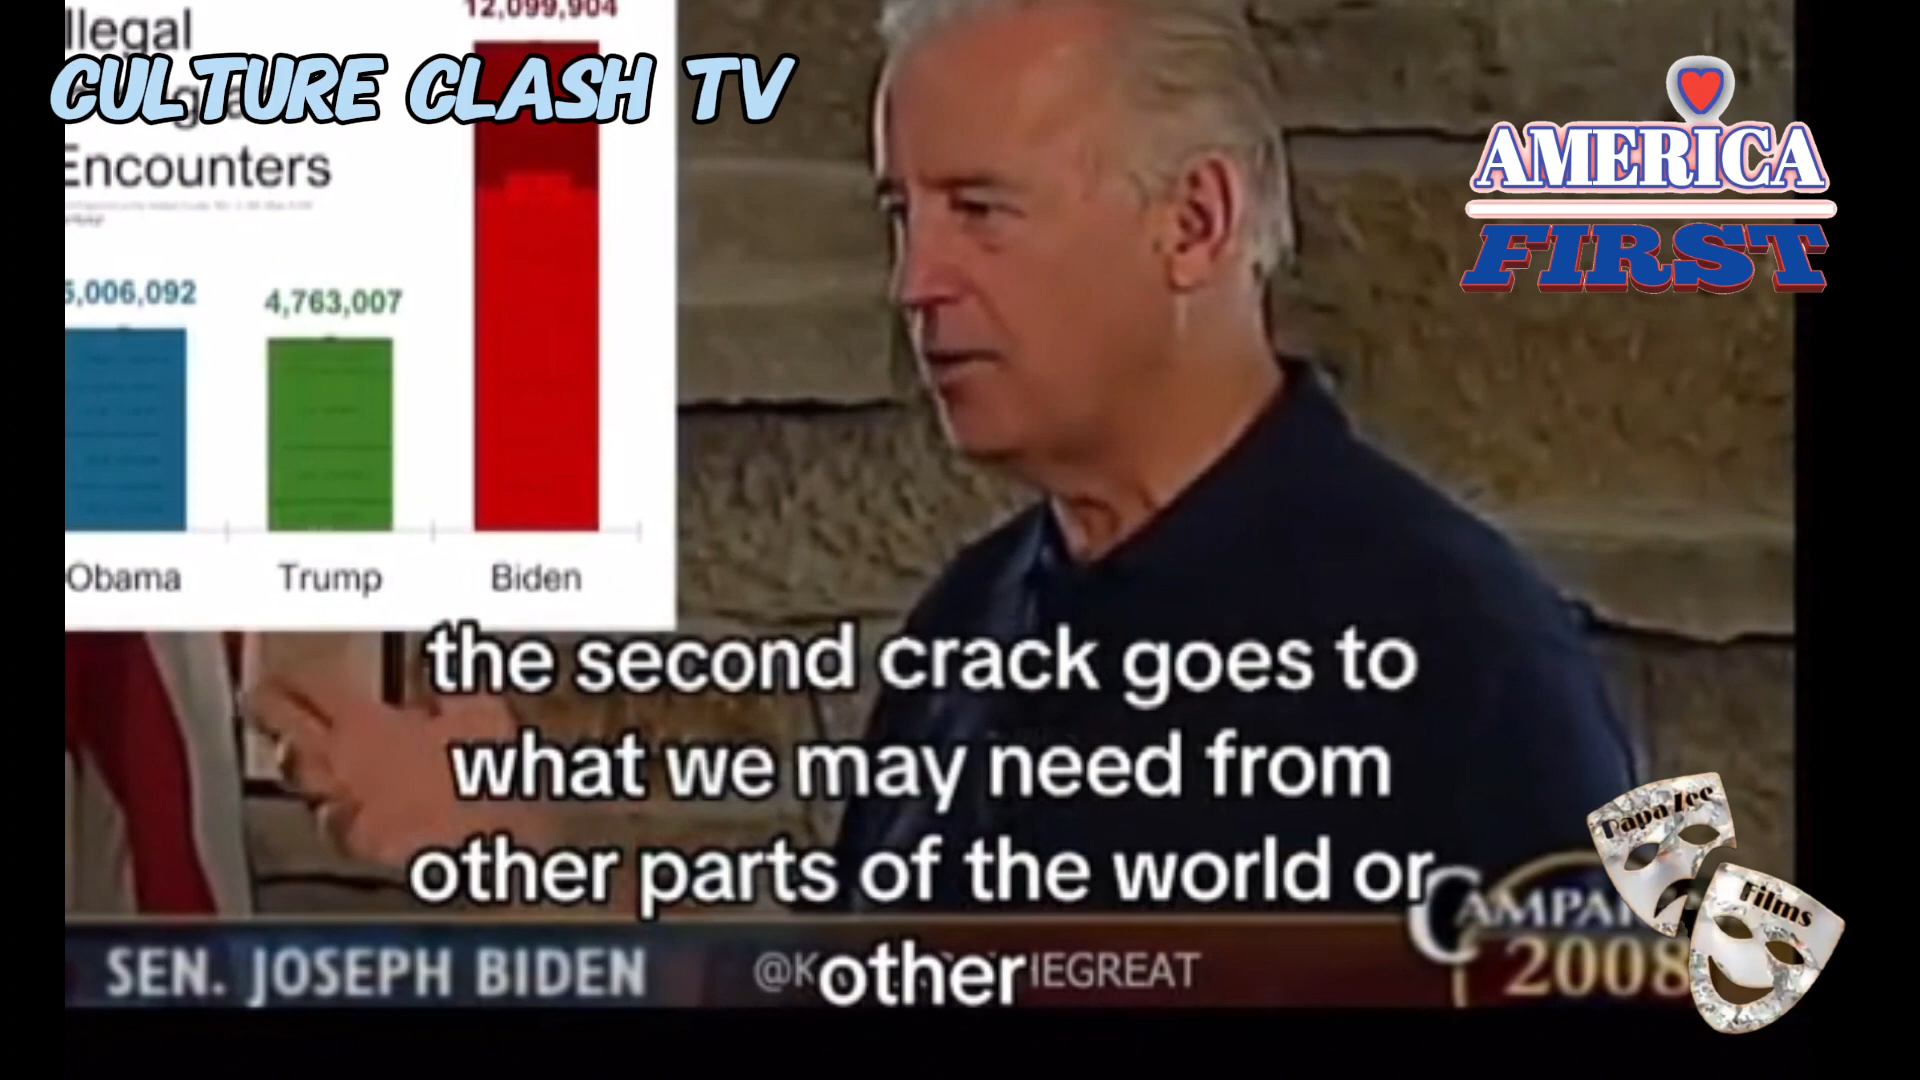 12,099,904
llegal
CULTURE CLASH TV
Encounters
5,006,092
4,763,007
Obama Trump Biden
AMERICA
FIRST
the second crack goes to
what we may need from
other parts of the world or
other
SEN. JOSEPH BIDEN
IEGREAT
2008
Papa Zee
Films